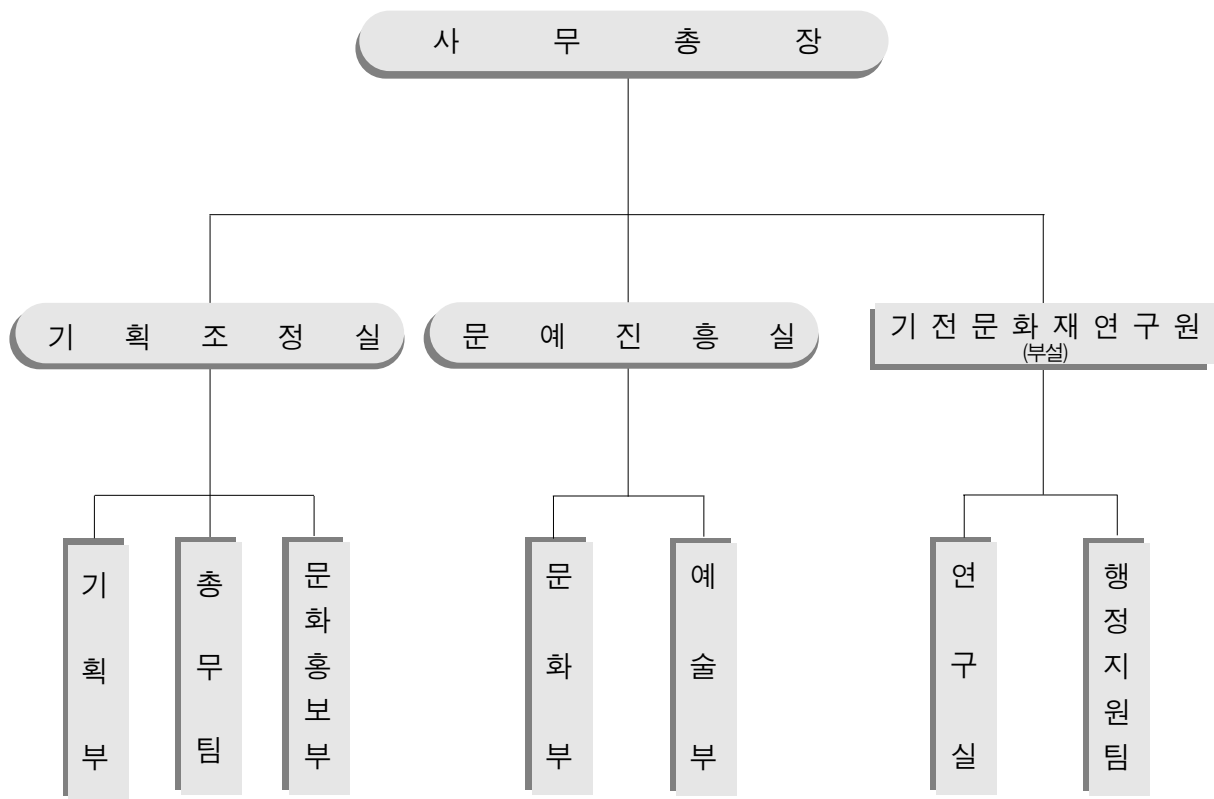 사무총장
기획조정실
문예진흥실
기전문화재연구원
(부설)
기획부
총무팀
문화홍보부
문화부
예술부
연구실
행정지원팀